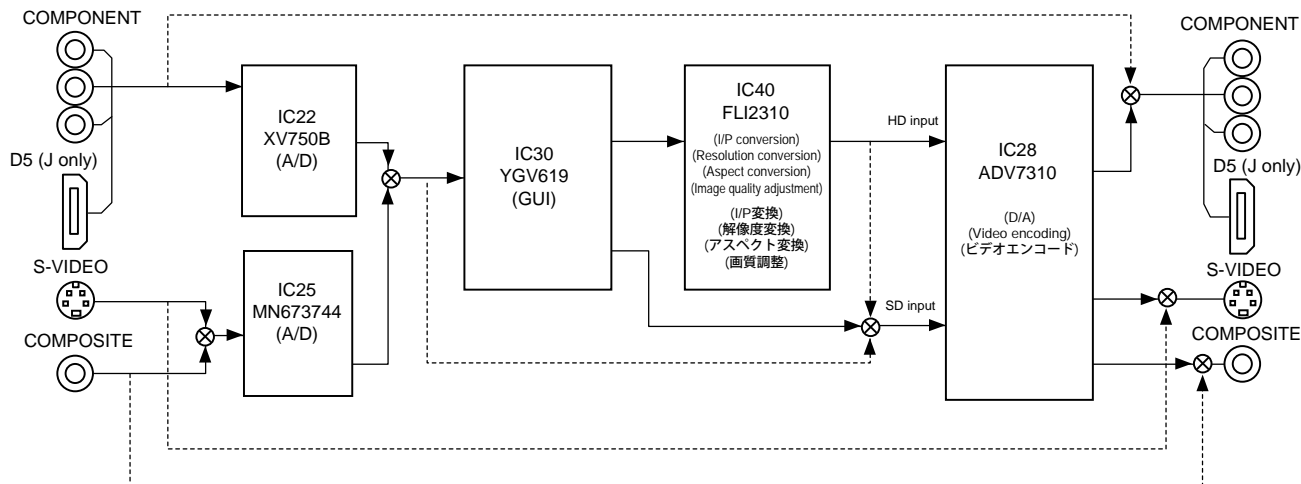 COMPONENT
D5 (J only)
S-VIDEO
COMPOSITE
IC22
XV750B
(A/D)
IC25
MN673744
(A/D)
IC30
YGV619
(GUI)
IC40
FLI2310
(I/P conversion)
(Resolution conversion)
(Aspect conversion)
(Image quality adjustment)
(I/P変換)
(解像度変換)
(アスペクト変換)
(画質調整)
HD input
SD input
IC28
ADV7310
(D/A)
(Video encoding)
(ビデオエンコード)
COMPONENT
D5 (J only)
S-VIDEO
COMPOSITE